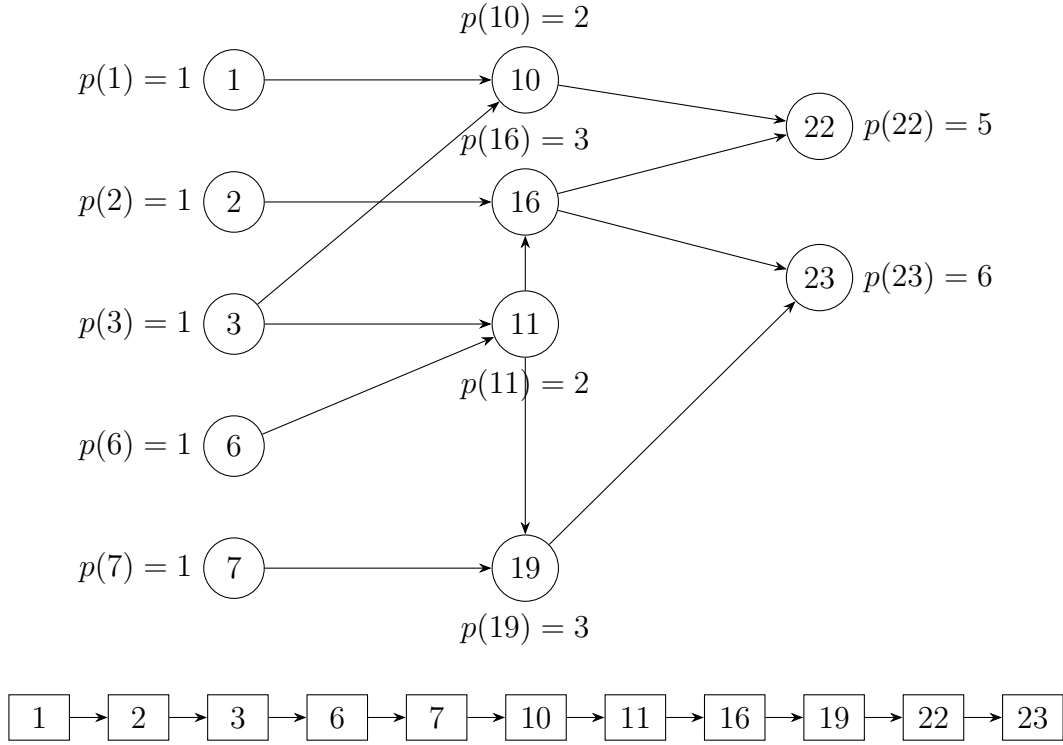 p(10) = 2
p(1) = 1 1 10
22 p(22) = 5
p(16) = 3
p(2) = 1 2 16
23 p(23) = 6
p(3) = 1 3 11
p(11) = 2
p(6) = 1 6
p(7) = 1 7 19
p(19) = 3
1 2 3 6 7 10 11 16 19 22 23